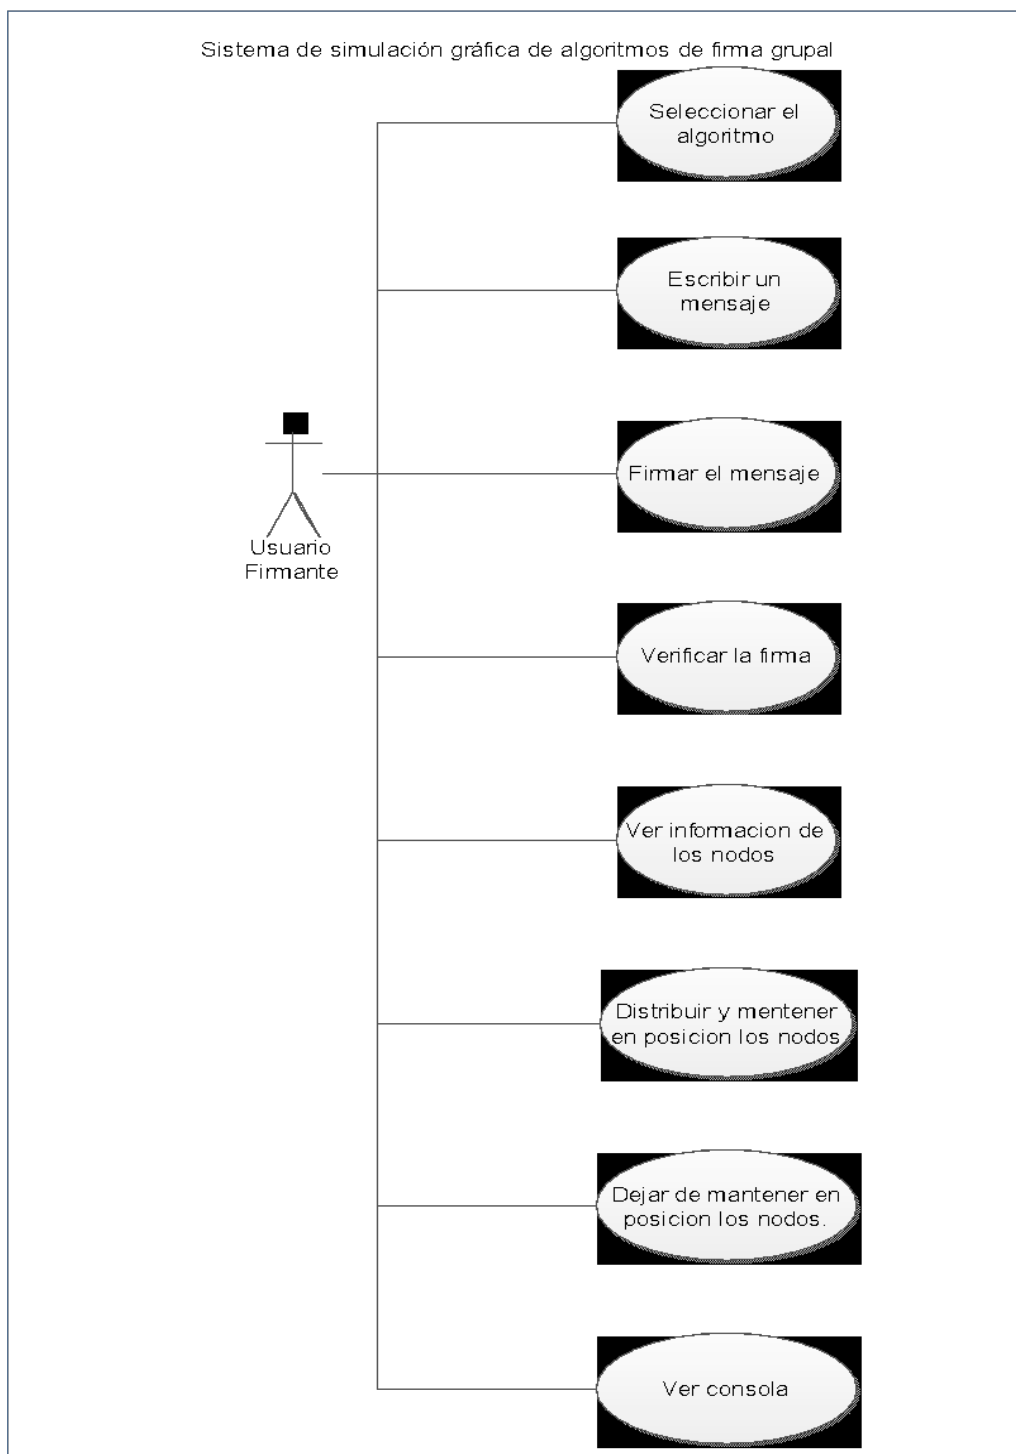 Sistema de simulación gráfica de algoritmos de firma grupal
Seleccionar el
algoritmo
Escribir un
mensaje
Firmar el mensaje
Usuario
Firmante
Verificar la firma
Ver informacion de
los nodos
Distribuir y mentener
en posicion los nodos
Dejar de mantener en
posicion los nodos.
Ver consola